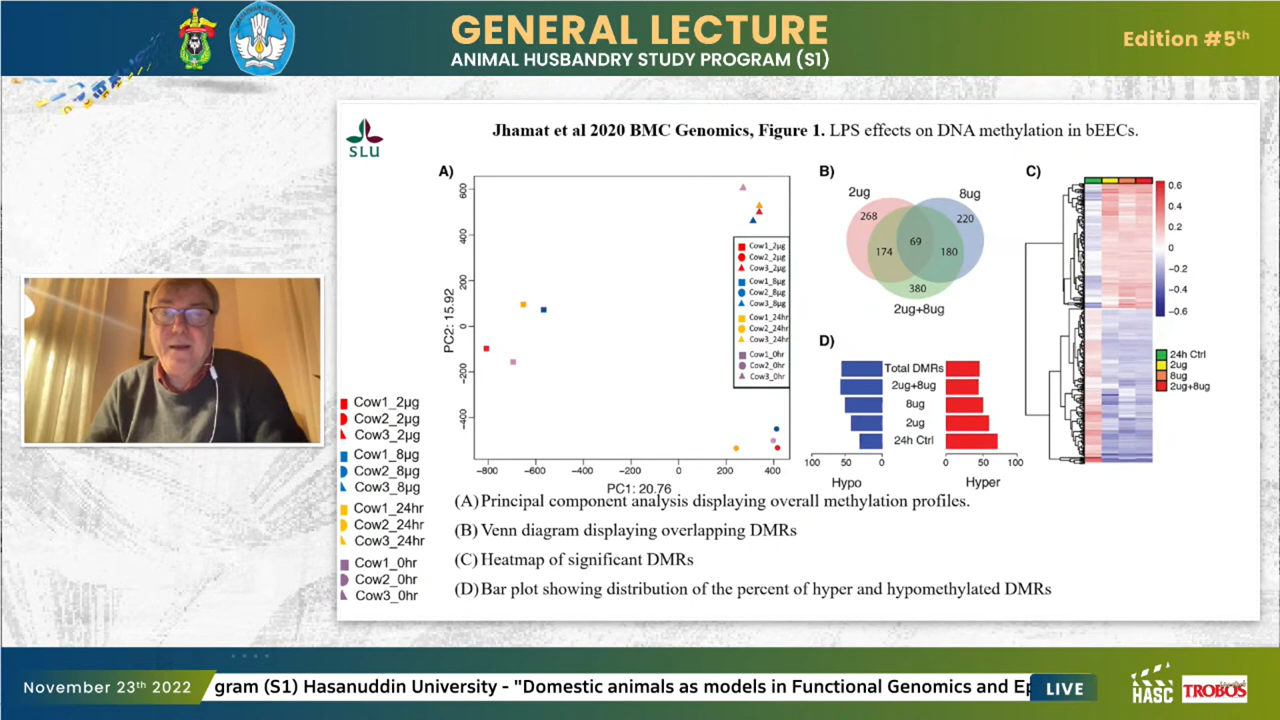 GENERAL LECTURE
ANIMAL HUSBANDRY STUDY PROGRAM (S1)
Edition #5th
SLU
Jhamat et al 2020 BMC Genomics, Figure 1. LPS effects on DNA methylation in bEECs.
A)
PC2: 15.92
600
400
200
0
−200
−400
−800
−600
−400
−200
0
200
400
PC1: 20.76
Cow1_2µg
Cow2_2µg
Cow3_2µg
Cow1_8µg
Cow2_8µg
Cow3_8µg
Cow1_24hr
Cow2_24hr
Cow3_24hr
Cow1_0hr
Cow2_0hr
Cow3_0hr
B)
2ug
8ug
268
220
69
174
180
380
2ug+8ug
C)
0.6
0.4
0.2
0
−0.2
−0.4
−0.6
24h Ctrl
2ug
8ug
2ug+8ug
D)
Total DMRs
2ug+8ug
8ug
2ug
24h Ctrl
100 50 0
0 50 100
Hypo
Hyper
Cow1_2µg
Cow2_2µg
Cow3_2µg
Cow1_8µg
Cow2_8µg
Cow3_8µg
Cow1_24hr
Cow2_24hr
Cow3_24hr
Cow1_0hr
Cow2_0hr
Cow3_0hr
(A) Principal component analysis displaying overall methylation profiles.
(B) Venn diagram displaying overlapping DMRs
(C) Heatmap of significant DMRs
(D) Bar plot showing distribution of the percent of hyper and hypomethylated DMRs
November 23th 2022
gram (S1) Hasanuddin University - "Domestic animals as models in Functional Genomics and Ep
LIVE
HASC
TROBOS